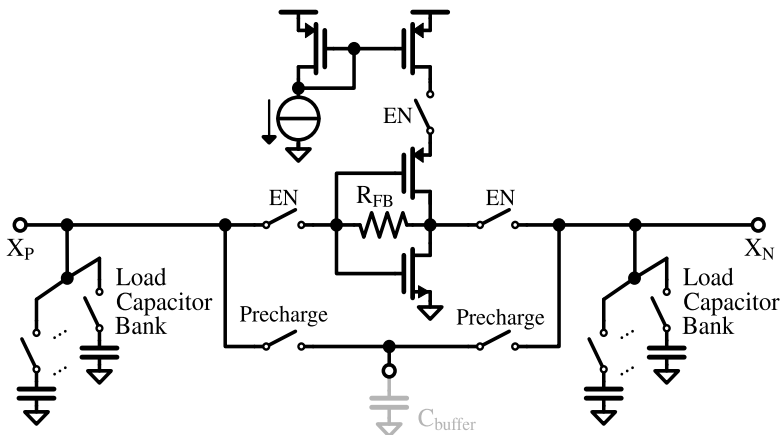 EN
EN
R_FB
EN
X_P
X_N
Load
Capacitor
Bank
Load
Capacitor
Bank
Precharge
Precharge
C_buffer